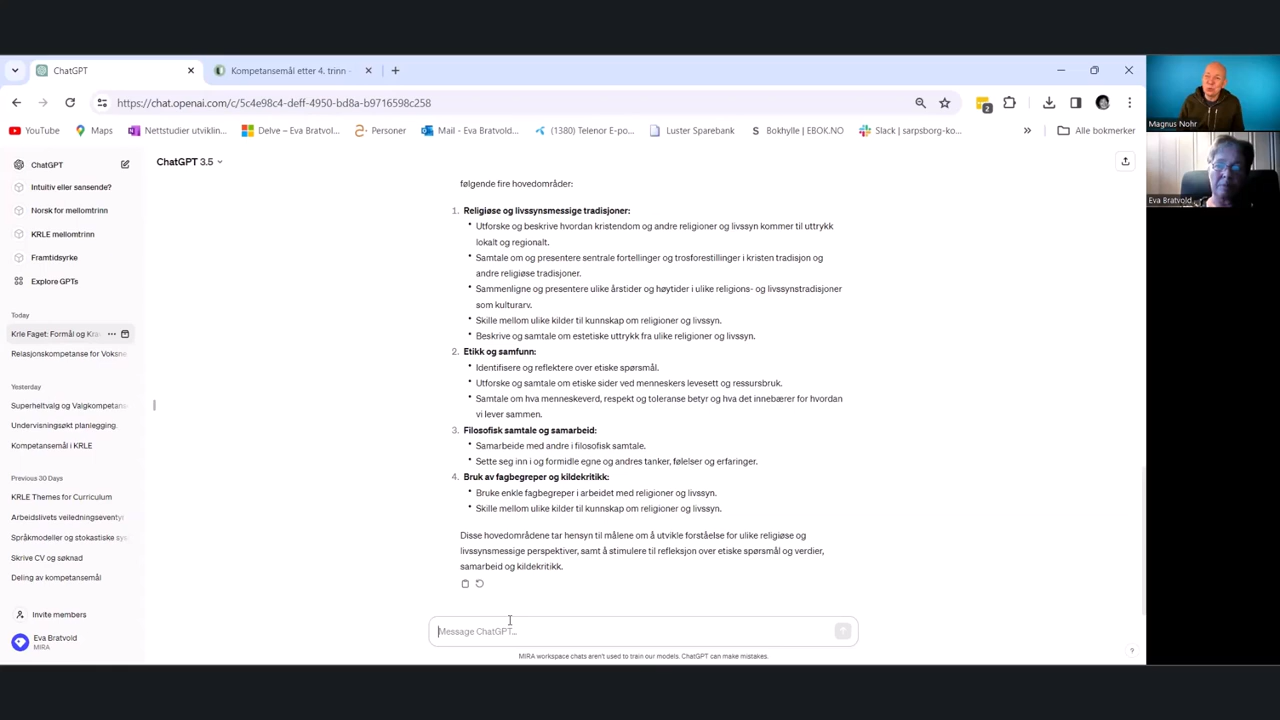 ChatGPT
Kompetansemål etter 4. trinn -
https://chat.openai.com/c/5c4e98c4-deff-4950-bd8a-b9716598c258
2
YouTube
Maps
Nettstudier utviklin...
Delve – Eva Bratvol...
Personer
Mail - Eva Bratvold...
(1380) Telenor E-po...
Luster Sparebank
Bokhylle | EBOK.NO
Slack | sarpsborg-ko...
»
Alle bokmerker
Magnus Nohr
Eva Bratvold
ChatGPT
Intuitiv eller sansende?
Norsk for mellomtrinn
KRLE mellomtrinn
Framtidsyrke
Explore GPTs
Today
Krle Faget: Formål og Kra
Relasjonskompetanse for Voksne
Yesterday
Superheltvalg og Valgkompetans
Undervisningsøkt planlegging.
Kompetansemål i KRLE
Previous 30 Days
KRLE Themes for Curriculum
Arbeidslivets veiledningseventyr
Språkmodeller og stokastiske sys
Skrive CV og søknad
Deling av kompetansemål
Invite members
Eva Bratvold
MIRA
ChatGPT 3.5
følgende fire hovedområder:
1. Religiøse og livssynsmessige tradisjoner:
• Utforske og beskrive hvordan kristendom og andre religioner og livssyn kommer til uttrykk
lokalt og regionalt.
• Samtale om og presentere sentrale fortellinger og trosforestillinger i kristen tradisjon og
andre religiøse tradisjoner.
• Sammenligne og presentere ulike årstider og høytider i ulike religions- og livssynstradisjoner
som kulturarv.
• Skille mellom ulike kilder til kunnskap om religioner og livssyn.
• Beskrive og samtale om estetiske uttrykk fra ulike religioner og livssyn.
2. Etikk og samfunn:
• Identifisere og reflektere over etiske spørsmål.
• Utforske og samtale om etiske sider ved menneskers levesett og ressursbruk.
• Samtale om hva menneskeverd, respekt og toleranse betyr og hva det innebærer for hvordan
vi lever sammen.
3. Filosofisk samtale og samarbeid:
• Samarbeide med andre i filosofisk samtale.
• Sette seg inn i og formidle egne og andres tanker, følelser og erfaringer.
4. Bruk av fagbegreper og kildekritikk:
• Bruke enkle fagbegreper i arbeidet med religioner og livssyn.
• Skille mellom ulike kilder til kunnskap om religioner og livssyn.
Disse hovedområdene tar hensyn til målene om å utvikle forståelse for ulike religiøse og
livssynsmessige perspektiver, samt å stimulere til refleksjon over etiske spørsmål og verdier,
samarbeid og kildekritikk.
Message ChatGPT...
MIRA workspace chats aren't used to train our models. ChatGPT can make mistakes.
?